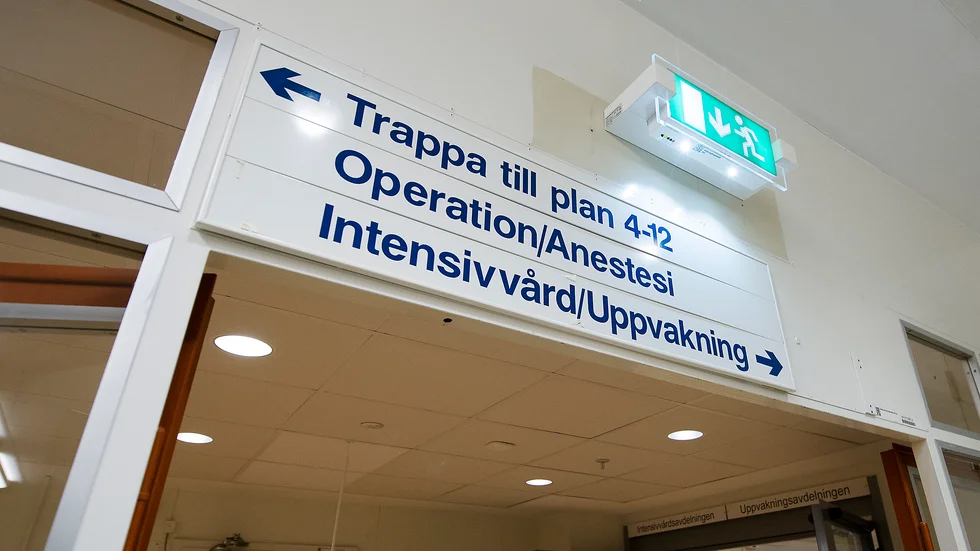 Trappa till plan 4-12
Operation/Anestesi
Intensivvård/Uppvakning
Intensivvårdsavdelningen
Uppvakningsavdelningen